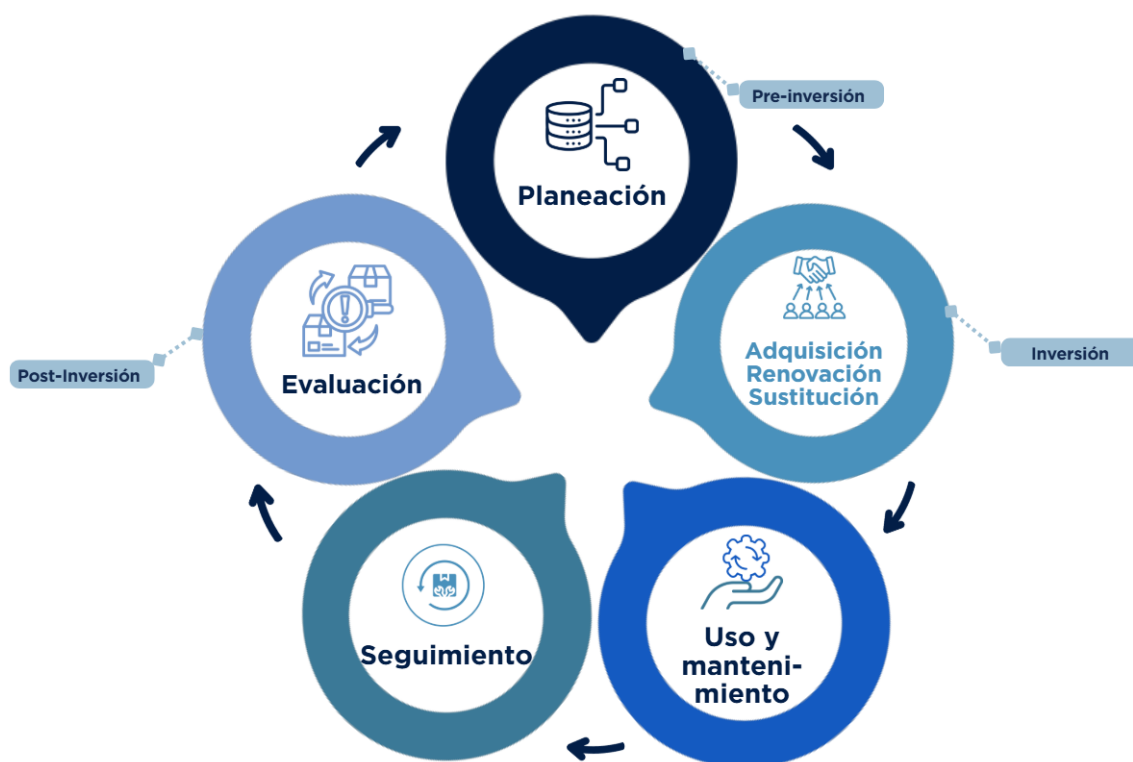 Pre-inversión
Planeación
Adquisición
Renovación
Sustitución
Inversión
Uso y
manteni-
miento
Seguimiento
Evaluación
Post-Inversión